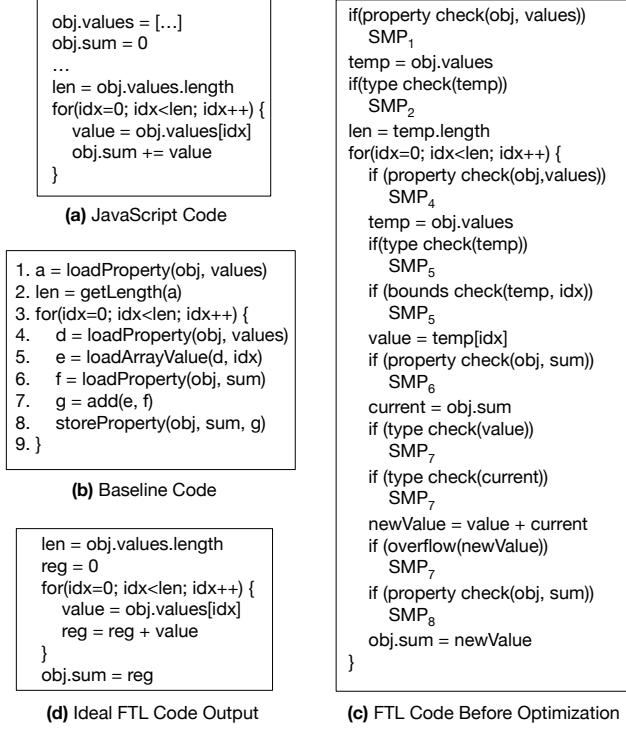 obj.values = […]
obj.sum = 0
…
len = obj.values.length
for(idx=0; idx<len; idx++) {
value = obj.values[idx]
obj.sum += value
}
(a) JavaScript Code
1. a = loadProperty(obj, values)
2. len = getLength(a)
3. for(idx=0; idx<len; idx++) {
4. d = loadProperty(obj, values)
5. e = loadArrayValue(d, idx)
6. f = loadProperty(obj, sum)
7. g = add(e, f)
8. storeProperty(obj, sum, g)
9. }
(b) Baseline Code
len = obj.values.length
reg = 0
for(idx=0; idx<len; idx++) {
value = obj.values[idx]
reg = reg + value
}
obj.sum = reg
(d) Ideal FTL Code Output
if(property check(obj, values))
SMP1
temp = obj.values
if(type check(temp))
SMP2
len = temp.length
for(idx=0; idx<len; idx++) {
if (property check(obj,values))
SMP4
temp = obj.values
if(type check(temp))
SMP5
if (bounds check(temp, idx))
SMP5
value = temp[idx]
if (property check(obj, sum))
SMP6
current = obj.sum
if (type check(value))
SMP7
if (type check(current))
SMP7
newValue = value + current
if (overflow(newValue))
SMP7
if (property check(obj, sum))
SMP8
obj.sum = newValue
}
(c) FTL Code Before Optimization